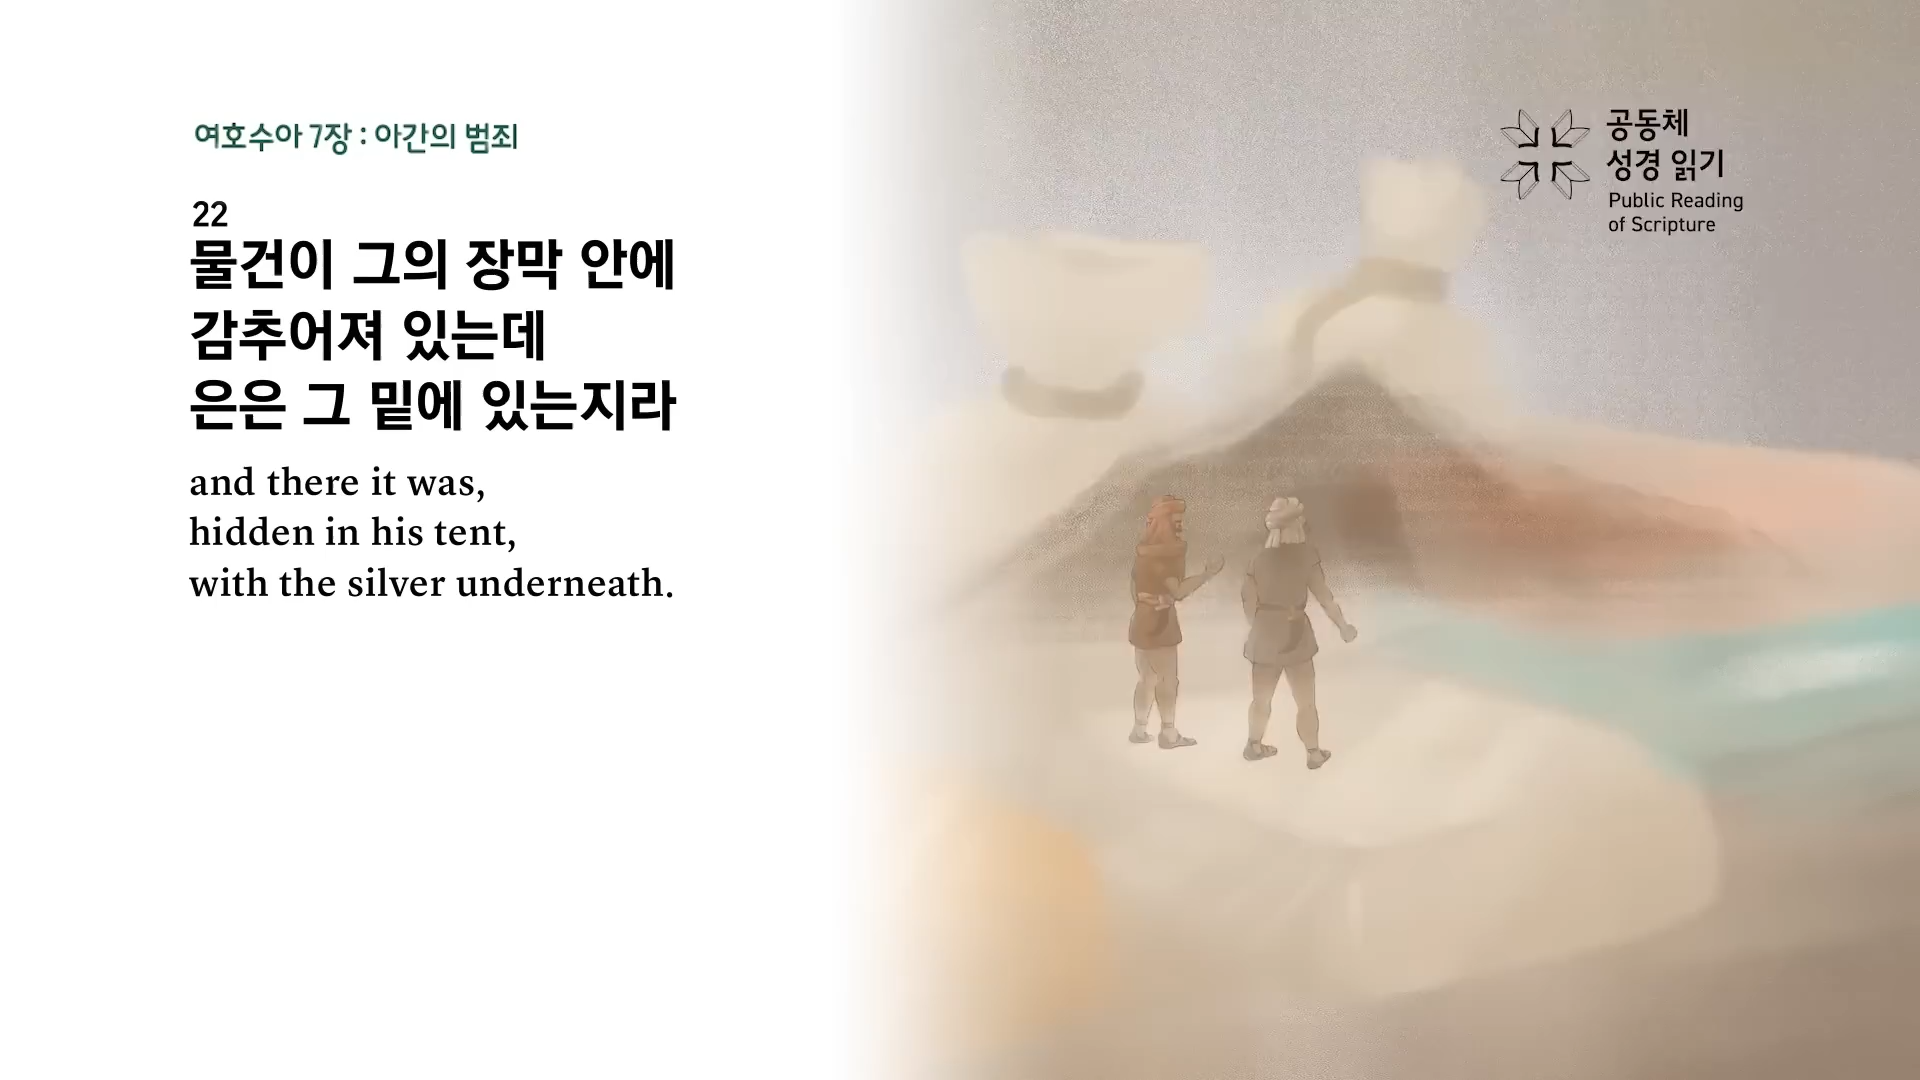 여호수아 7장 : 아간의 범죄
22
물건이 그의 장막 안에
감추어져 있는데
은은 그 밑에 있는지라
and there it was,
hidden in his tent,
with the silver underneath.
공동체
성경 읽기
Public Reading
of Scripture